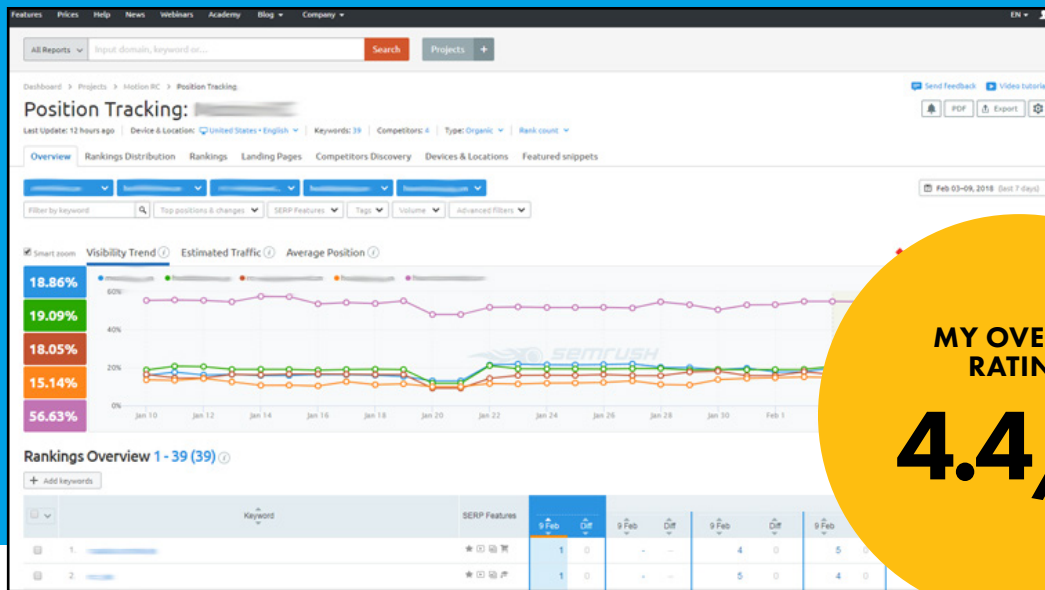 Features Prices Help News Webinars Academy Blog Company EN
All Reports Input domain, keyword or... Search Projects +
Dashboard > Projects > Motion RC > Position Tracking
Send feedback Video tutoria
Position Tracking:
PDF Export
Last Update: 12 hours ago Device & Location: United States • English Keywords: 39 Competitors: 4 Type: Organic Rank count
Overview Rankings Distribution Rankings Landing Pages Competitors Discovery Devices & Locations Featured snippets
Feb 03-09, 2018 (last 7 days)
Filter by keyword Top positions & changes SERP Features Tags Volume Advanced filters
Smart zoom Visibility Trend i Estimated Traffic i Average Position i
18.86%
19.09%
18.05%
15.14%
56.63%
60%
40%
20%
0%
semrush
Jan 10 Jan 12 Jan 14 Jan 16 Jan 18 Jan 20 Jan 22 Jan 24 Jan 26 Jan 28 Jan 30 Feb 1
MY OVE
RATIN
4.4/
Rankings Overview 1 - 39 (39) i
+ Add keywords
Keyword SERP Features 9 Feb Diff 9 Feb Diff 9 Feb Diff 9 Feb
1. 1 0 - - 4 0 5 0
2. 1 0 - - 5 0 4 0